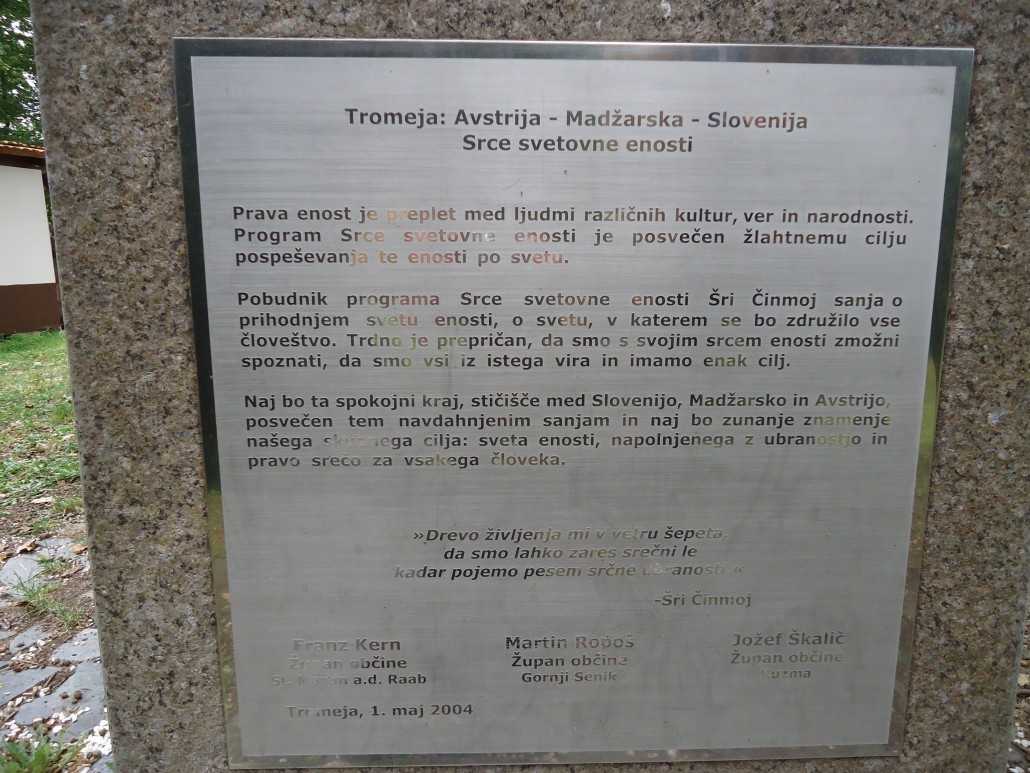 Tromeja: Avstrija - Madžarska - Slovenija
Srce svetovne enosti
Prava enost je preplet med ljudmi različnih kultur, ver in narodnosti.
Program Srce svetovne enosti je posvečen žlahtnemu cilju
pospeševanja te enosti po svetu.
Pobudnik programa Srce svetovne enosti Šri Činmoj sanja o
prihodnjem svetu enosti, o svetu, v katerem se bo združilo vse
človeštvo. Trdno je prepričan, da smo s svojim srcem enosti zmožni
spoznati, da smo vsi iz istega vira in imamo enak cilj.
Naj bo ta spokojni kraj, stičišče med Slovenijo, Madžarsko in Avstrijo,
posvečen tem navdahnjenim sanjam in naj bo zunanje znamenje
našega skupnega cilja: sveta enosti, napolnjenega z ubranostjo in
pravo srečo za vsakega človeka.
»Drevo življenja mi v vetru šepeta,
da smo lahko zares srečni le
kadar pojemo pesem srčne ubranosti.«
-Šri Činmoj
Franz Kern
Župan občine
St. Martin a.d. Raab
Martin Ropoš
Župan občine
Gornji Senik
Jožef Škalič
Župan občine
Kuzma
Tromeja, 1. maj 2004